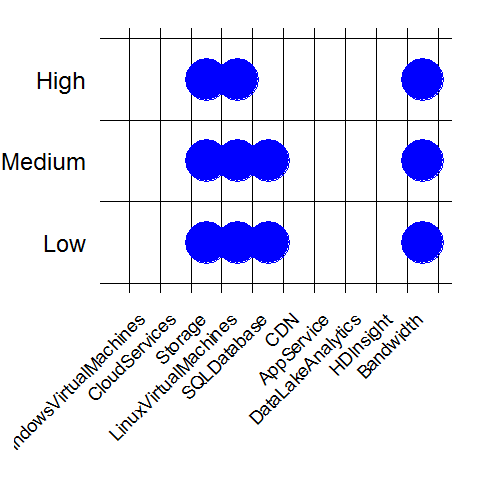 High
Medium
Low
ndowsVirtualMachines
CloudServices
Storage
LinuxVirtualMachines
SQLDatabase
CDN
AppService
DataLakeAnalytics
HDInsight
Bandwidth